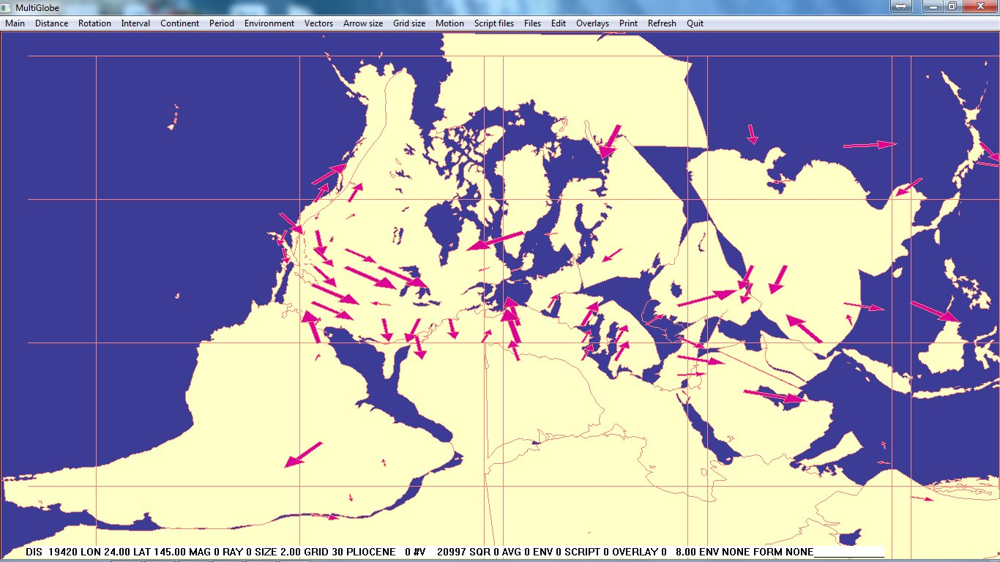 MultiGlobe
Main Distance Rotation Interval Continent Period Environment Vectors Arrow size Grid size Motion Script files Files Edit Overlays Print Refresh Quit
DIS 19420 LON 24.00 LAT 145.00 MAG 0 RAY 0 SIZE 2.00 GRID 30 PLIOCENE 0 #V 20997 SQR 0 AVG 0 ENV 0 SCRIPT 0 OVERLAY 0 8.00 ENV NONE FORM NONE____________